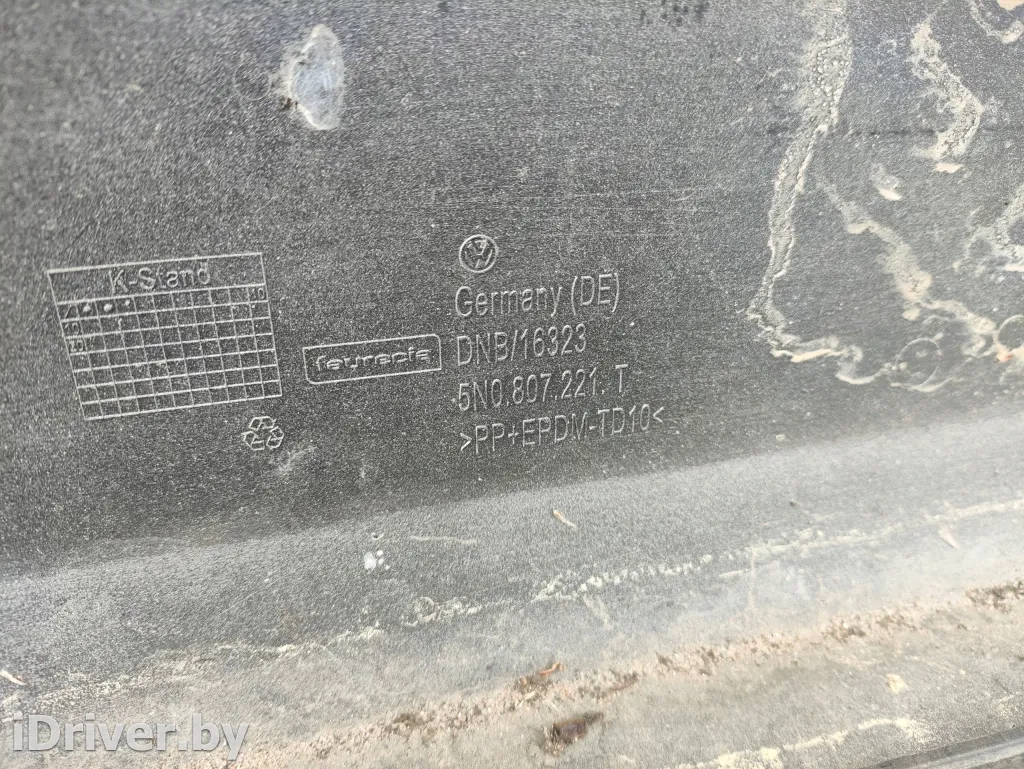 K-Stand
Germany (DE)
faurecia
DNB/16323
5N0.807.221. T
>PP+EPDM-TD10<
iDriver.by